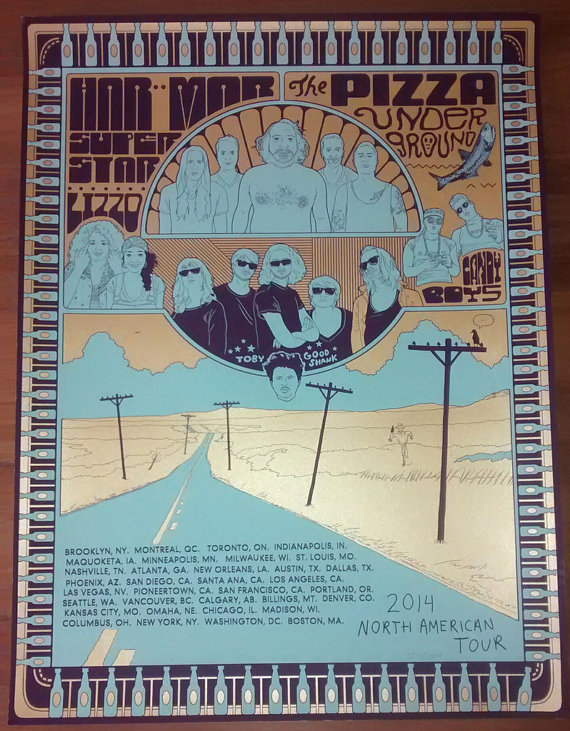 HAR MAR
SUPER
STAR
LIZZO
The PIZZA
UNDER
GROUND
CANDY
BOYS
TOBY GOOD
SHANK
BROOKLYN, NY. MONTREAL, QC. TORONTO, ON. INDIANAPOLIS, IN.
MAQUOKETA, IA. MINNEAPOLIS, MN. MILWAUKEE, WI. ST. LOUIS, MO.
NASHVILLE, TN. ATLANTA, GA. NEW ORLEANS, LA. AUSTIN, TX. DALLAS, TX.
PHOENIX, AZ. SAN DIEGO, CA. SANTA ANA, CA. LOS ANGELES, CA.
LAS VEGAS, NV. PIONEERTOWN, CA. SAN FRANCISCO, CA. PORTLAND, OR.
SEATTLE, WA. VANCOUVER, BC. CALGARY, AB. BILLINGS, MT. DENVER, CO.
KANSAS CITY, MO. OMAHA, NE. CHICAGO, IL. MADISON, WI.
COLUMBUS, OH. NEW YORK, NY. WASHINGTON, DC. BOSTON, MA.
2014
NORTH AMERICAN
TOUR